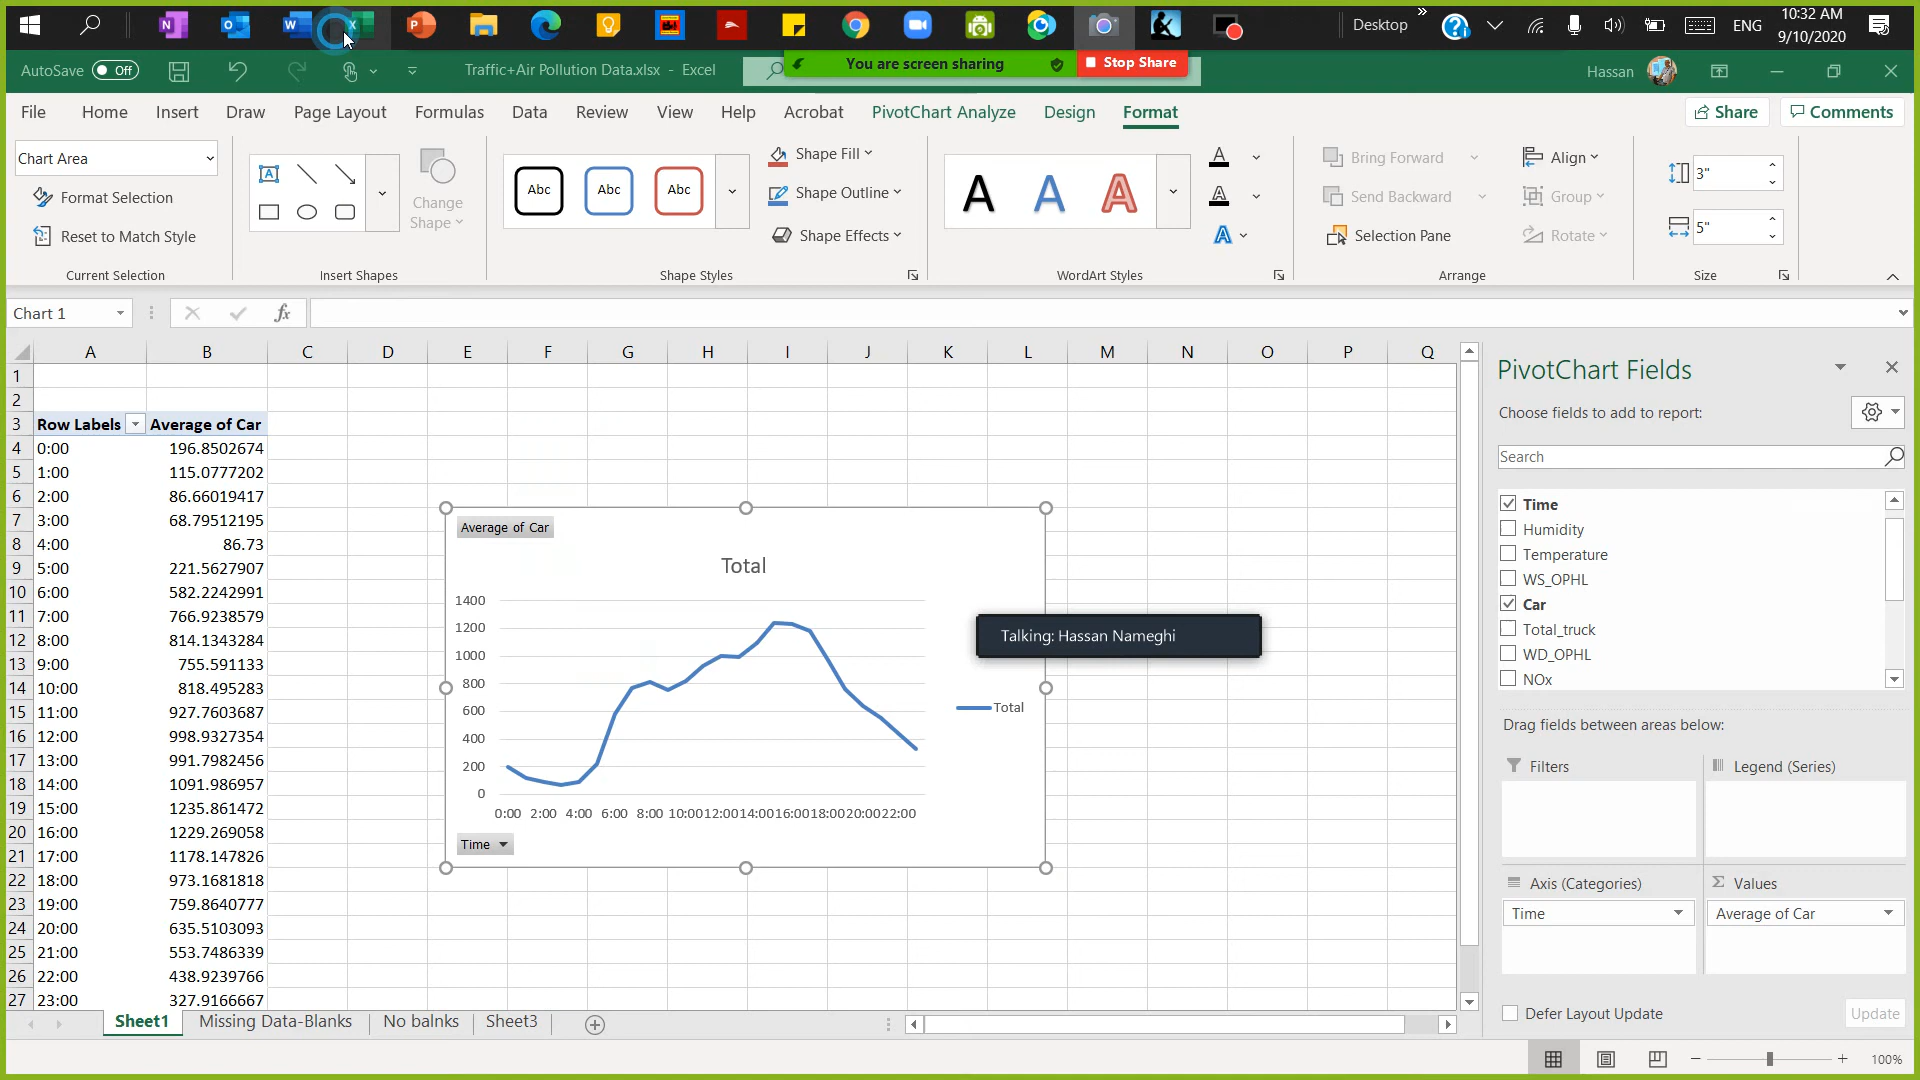 Desktop
ENG
10:32 AM
9/10/2020
AutoSave Off
Traffic+Air Pollution Data.xlsx - Excel
You are screen sharing
Stop Share
Hassan
File Home Insert Draw Page Layout Formulas Data Review View Help Acrobat PivotChart Analyze Design Format
Share
Comments
Chart Area
Format Selection
Reset to Match Style
Current Selection
Change
Shape
Insert Shapes
Abc Abc Abc
Shape Fill
Shape Outline
Shape Effects
Shape Styles
A A A
WordArt Styles
Bring Forward
Send Backward
Selection Pane
Align
Group
Rotate
Arrange
3"
5"
Size
Chart 1
fx
A B C D E F G H I J K L M N O P Q
1
2
3 Row Labels Average of Car
4 0:00 196.8502674
5 1:00 115.0777202
6 2:00 86.66019417
7 3:00 68.79512195
8 4:00 86.73
9 5:00 221.5627907
10 6:00 582.2242991
11 7:00 766.9238579
12 8:00 814.1343284
13 9:00 755.591133
14 10:00 818.495283
15 11:00 927.7603687
16 12:00 998.9327354
17 13:00 991.7982456
18 14:00 1091.986957
19 15:00 1235.861472
20 16:00 1229.269058
21 17:00 1178.147826
22 18:00 973.1681818
23 19:00 759.8640777
24 20:00 635.5103093
25 21:00 553.7486339
26 22:00 438.9239766
27 23:00 327.9166667
Average of Car
Total
1400
1200
1000
800
600
400
200
0
0:00 2:00 4:00 6:00 8:00 10:00 12:00 14:00 16:00 18:00 20:00 22:00
Total
Time
Talking: Hassan Nameghi
PivotChart Fields
Choose fields to add to report:
Search
Time
Humidity
Temperature
WS_OPHL
Car
Total_truck
WD_OPHL
NOx
Drag fields between areas below:
Filters
Legend (Series)
Axis (Categories)
Values
Time
Average of Car
Defer Layout Update
Update
Sheet1 Missing Data-Blanks No balnks Sheet3
100%